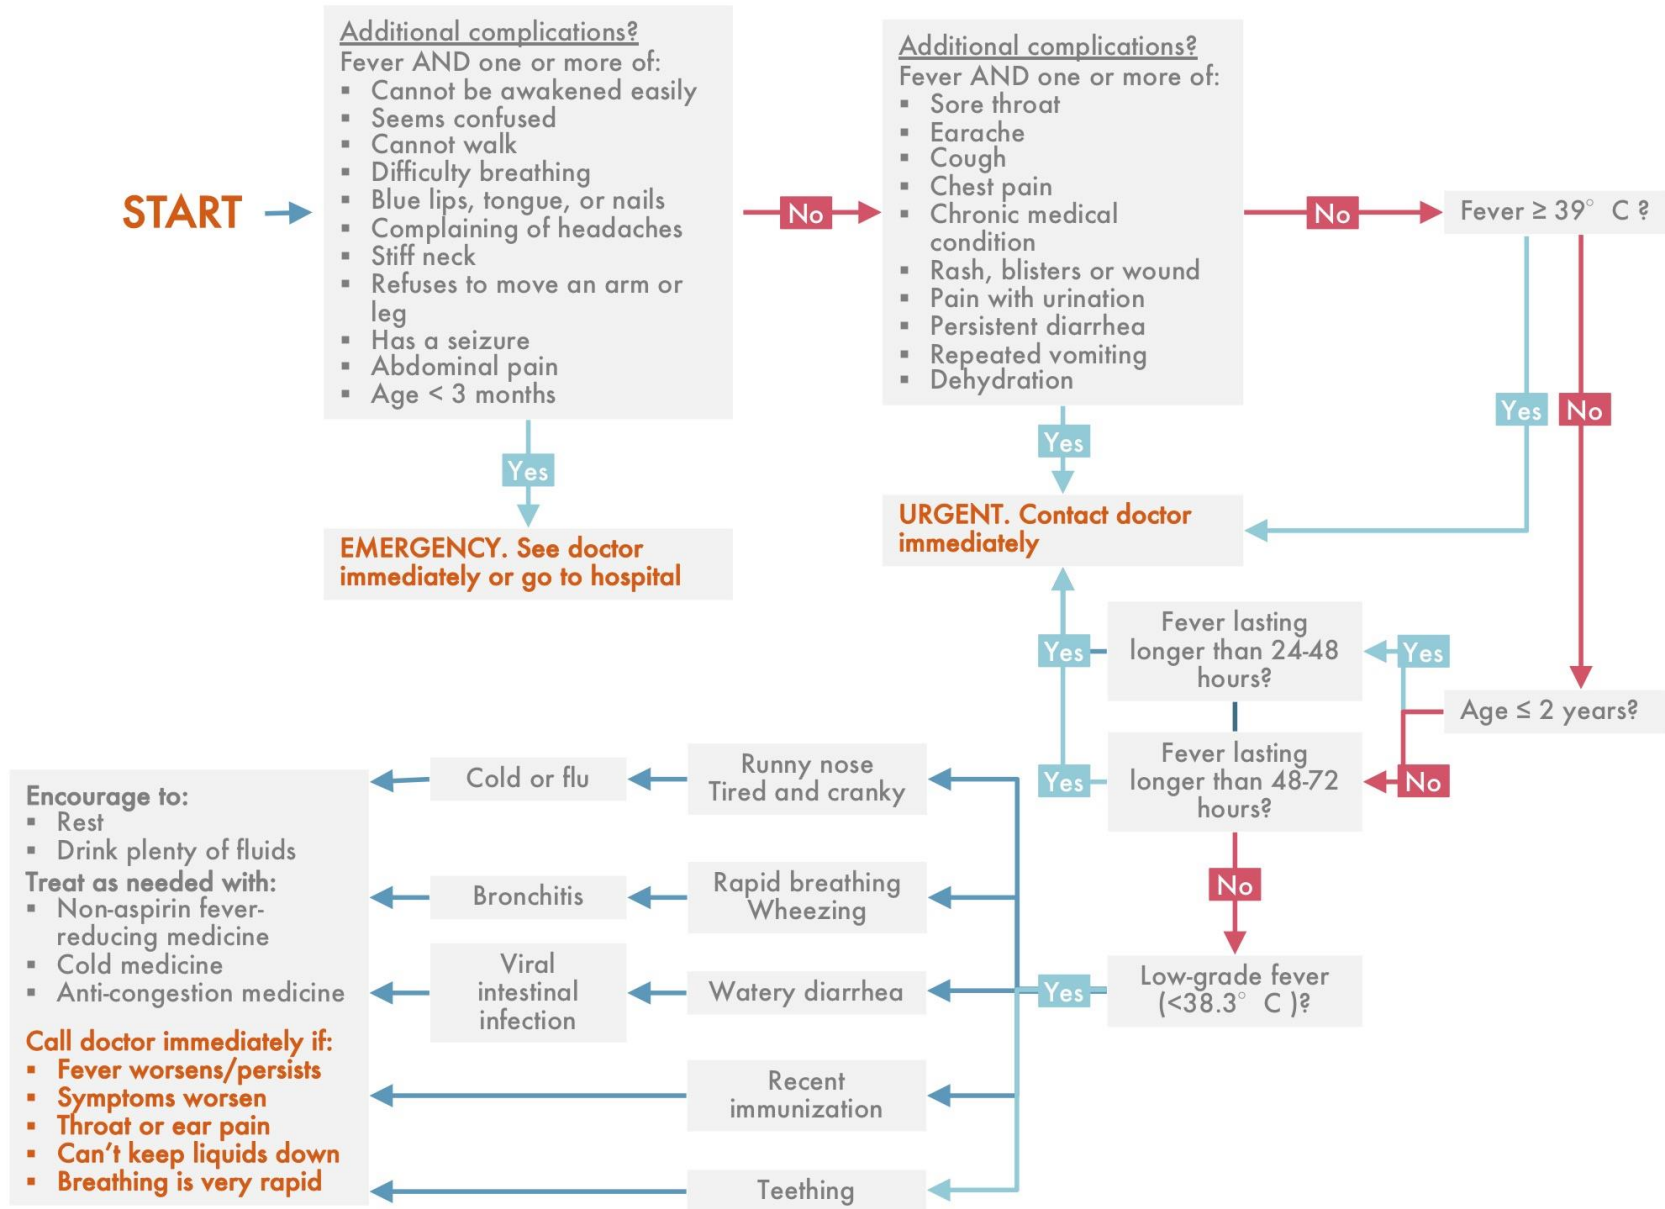 START
Additional complications?
Fever AND one or more of:
▪ Cannot be awakened easily
▪ Seems confused
▪ Cannot walk
▪ Difficulty breathing
▪ Blue lips, tongue, or nails
▪ Complaining of headaches
▪ Stiff neck
▪ Refuses to move an arm or
leg
▪ Has a seizure
▪ Abdominal pain
▪ Age < 3 months
No
Yes
EMERGENCY. See doctor
immediately or go to hospital
Additional complications?
Fever AND one or more of:
▪ Sore throat
▪ Earache
▪ Cough
▪ Chest pain
▪ Chronic medical
condition
▪ Rash, blisters or wound
▪ Pain with urination
▪ Persistent diarrhea
▪ Repeated vomiting
▪ Dehydration
No
Yes
URGENT. Contact doctor
immediately
Fever ≥ 39° C ?
Yes
No
Age ≤ 2 years?
Yes
No
Fever lasting
longer than 24-48
hours?
Yes
Fever lasting
longer than 48-72
hours?
Yes
No
Low-grade fever
(<38.3° C )?
Yes
Runny nose
Tired and cranky
Cold or flu
Rapid breathing
Wheezing
Bronchitis
Watery diarrhea
Viral
intestinal
infection
Recent
immunization
Teething
Encourage to:
▪ Rest
▪ Drink plenty of fluids
Treat as needed with:
▪ Non-aspirin fever-
reducing medicine
▪ Cold medicine
▪ Anti-congestion medicine
Call doctor immediately if:
▪ Fever worsens/persists
▪ Symptoms worsen
▪ Throat or ear pain
▪ Can't keep liquids down
▪ Breathing is very rapid